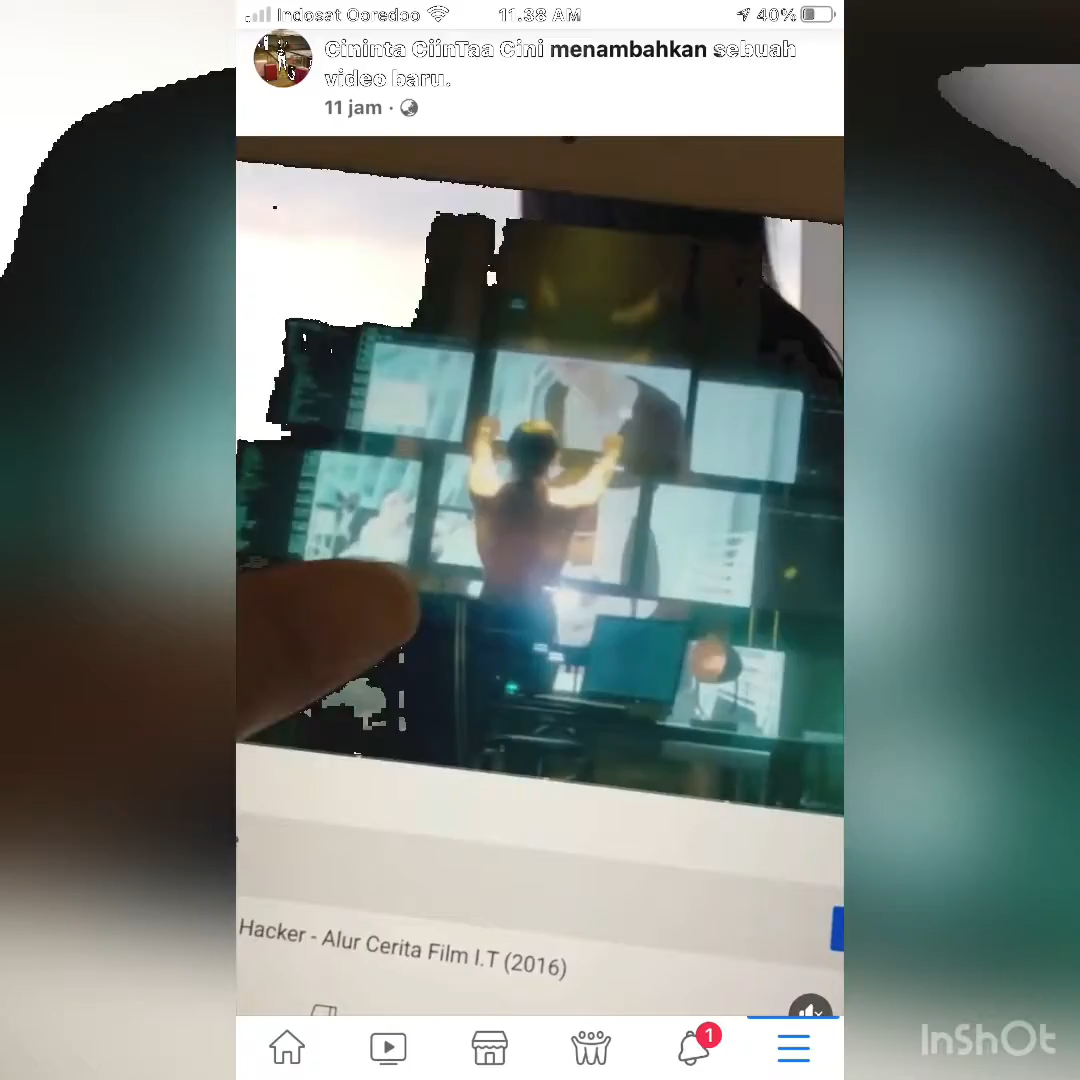 Indosat Ooredoo 11.38 AM 40%
Cininta CiinTaa Cini menambahkan sebuah
video baru.
11 jam ·
Hacker - Alur Cerita Film I.T (2016)
1
InShOt